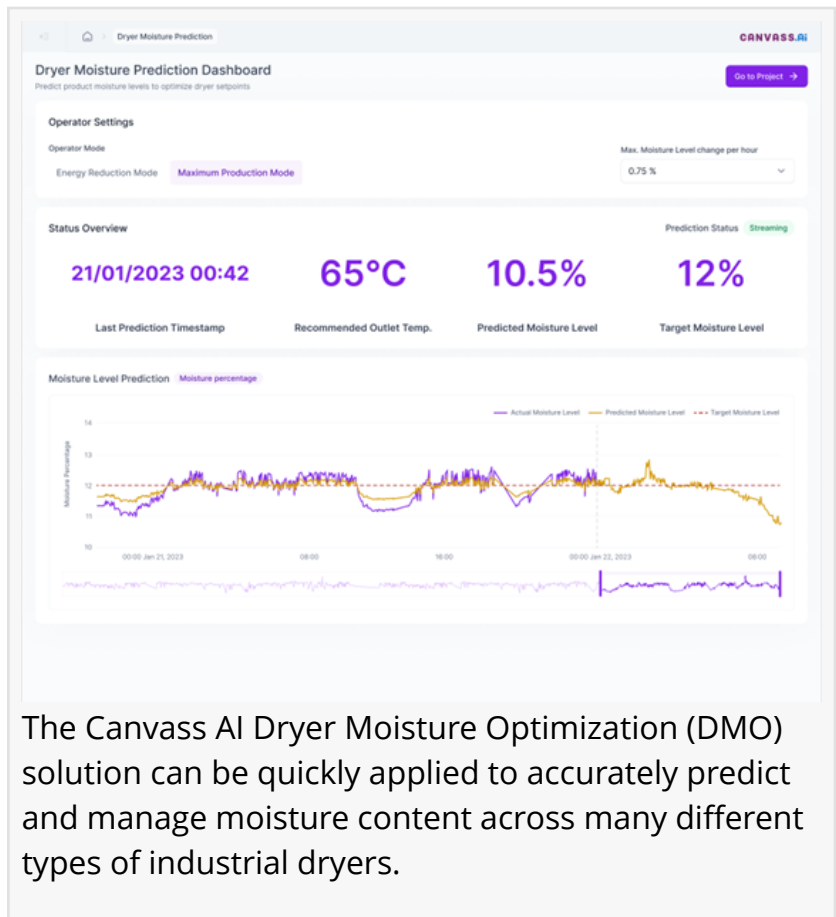 Dryer Moisture Prediction
CANVASS.Ai
Dryer Moisture Prediction Dashboard
Go to Project →
Predict product moisture levels to optimize dryer setpoints
Operator Settings
Operator Mode
Max. Moisture Level change per hour
Energy Reduction Mode Maximum Production Mode
0.75 %
Status Overview
Prediction Status Streaming
21/01/2023 00:42 65°C 10.5% 12%
Last Prediction Timestamp Recommended Outlet Temp. Predicted Moisture Level Target Moisture Level
Moisture Level Prediction Moisture percentage
Actual Moisture Level Predicted Moisture Level Target Moisture Level
Moisture Percentage
14
13
12
11
10
00:00 Jan 21, 2023 08:00 16:00 00:00 Jan 22, 2023 08:00
The Canvass AI Dryer Moisture Optimization (DMO)
solution can be quickly applied to accurately predict
and manage moisture content across many different
types of industrial dryers.